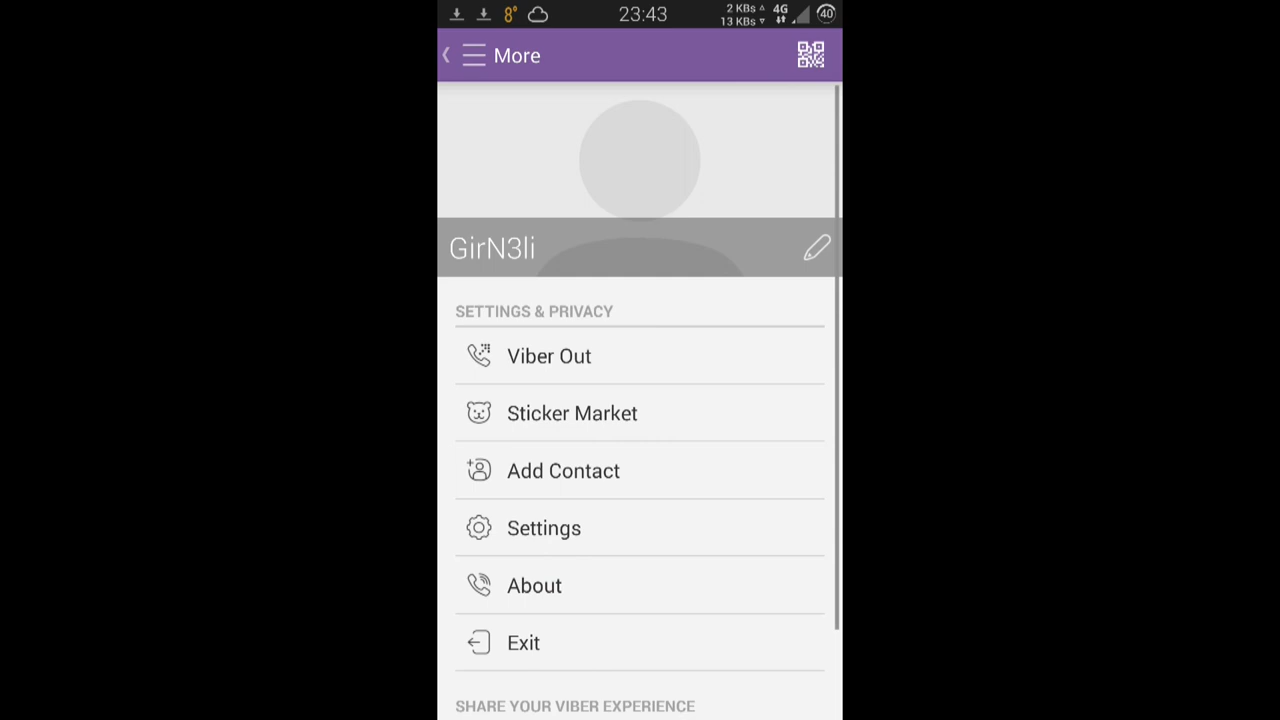 8° 23:43 2 KBs 4G 40
13 KBs
More
GirN3li
SETTINGS & PRIVACY
Viber Out
Sticker Market
Add Contact
Settings
About
Exit
SHARE YOUR VIBER EXPERIENCE